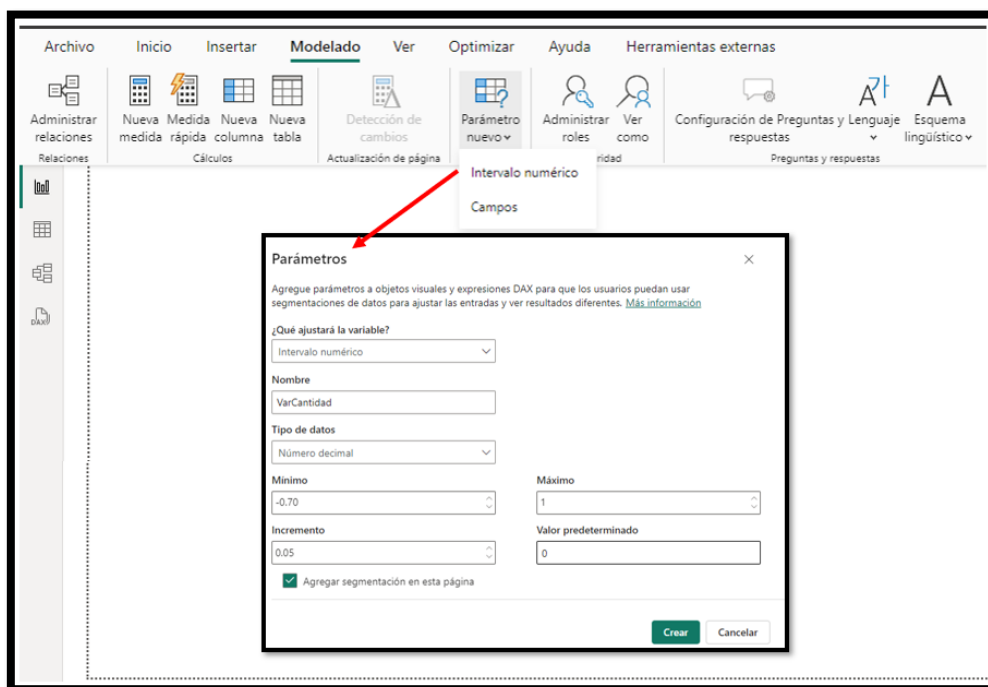 Archivo Inicio Insertar Modelado Ver Optimizar Ayuda Herramientas externas
Administrar relaciones
Nueva medida
Medida rápida
Nueva columna
Nueva tabla
Detección de cambios
Parámetro nuevo
Administrar roles
Ver como
Configuración de Preguntas y respuestas
Lenguaje
Esquema lingüístico
Relaciones
Cálculos
Actualización de página
ridad
Preguntas y respuestas
Intervalo numérico
Campos
DAX
Parámetros
Agregue parámetros a objetos visuales y expresiones DAX para que los usuarios puedan usar
segmentaciones de datos para ajustar las entradas y ver resultados diferentes. Más información
¿Qué ajustará la variable?
Intervalo numérico
Nombre
VarCantidad
Tipo de datos
Número decimal
Mínimo Máximo
-0.70 1
Incremento Valor predeterminado
0.05 0
Agregar segmentación en esta página
Crear Cancelar